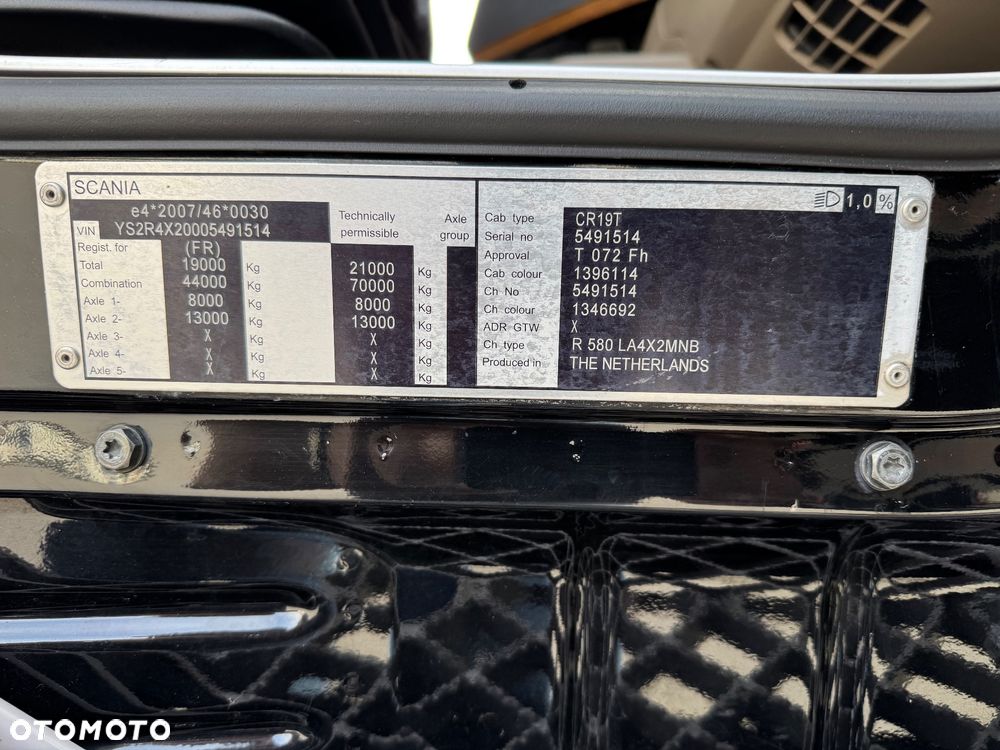 SCANIA
1,0 %
e4*2007/46*0030
VIN YS2R4X20005491514
Technically permissible
Axle group
Regist. for (FR)
Total 19000 Kg 21000 Kg
Combination 44000 Kg 70000 Kg
Axle 1- 8000 Kg 8000 Kg
Axle 2- 13000 Kg 13000 Kg
Axle 3- X Kg X Kg
Axle 4- X Kg X Kg
Axle 5- X Kg X Kg
Cab type CR19T
Serial no 5491514
Approval T 072 Fh
Cab colour 1396114
Ch No 5491514
Ch colour 1346692
ADR GTW X
Ch type R 580 LA4X2MNB
Produced in THE NETHERLANDS
OTOMOTO